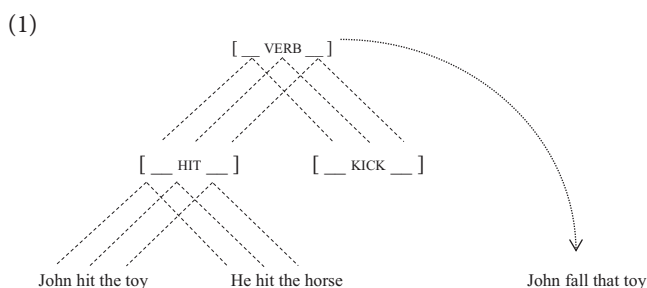 (1)
[ __ VERB __ ]
[ __ HIT __ ] [ __ KICK __ ]
John hit the toy He hit the horse John fall that toy